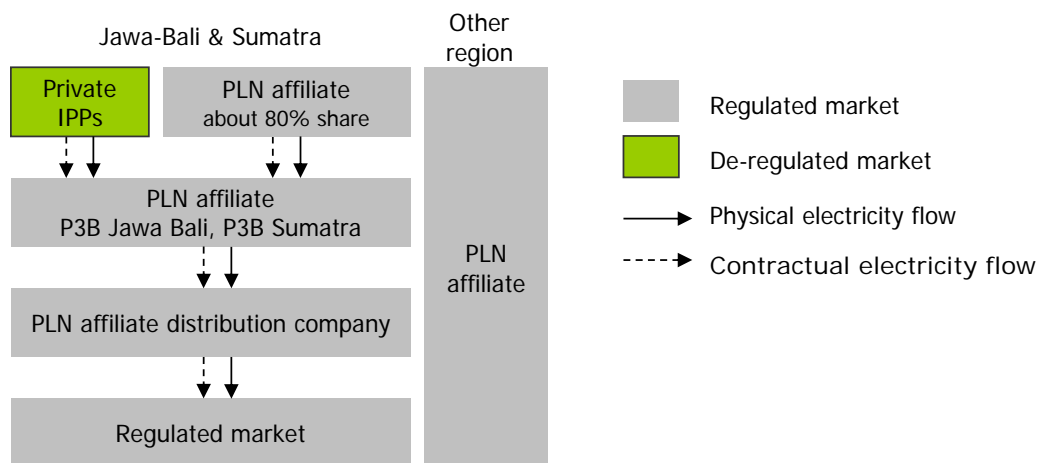 Jawa-Bali & Sumatra
Other
region
Private
IPPs
PLN affiliate
about 80% share
PLN affiliate
P3B Jawa Bali, P3B Sumatra
PLN affiliate distribution company
Regulated market
PLN
affiliate
Regulated market
De-regulated market
Physical electricity flow
Contractual electricity flow